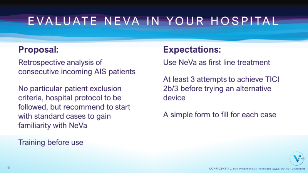 EVALUATE NEVA IN YOUR HOSPITAL
Proposal:
Retrospective analysis of
consecutive incoming AIS patients
No particular patient exclusion
criteria, hospital protocol to be
followed, but recommend to start
with standard cases to gain
familiarity with NeVa
Training before use
Expectations:
Use NeVa as first line treatment
At least 3 attempts to achieve TICI
2b/3 before trying an alternative
device
A simple form to fill for each case